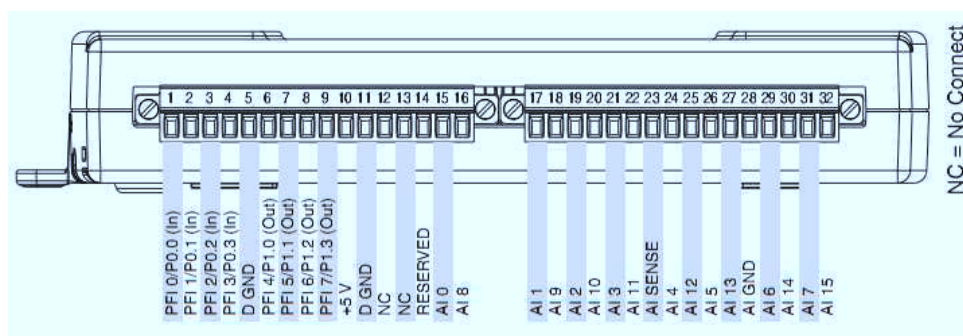 1 2 3 4 5 6 7 8 9 10 11 12 13 14 15 16
17 18 19 20 21 22 23 24 25 26 27 28 29 30 31 32
PFI 0/P0.0 (In)
PFI 1/P0.1 (In)
PFI 2/P0.2 (In)
PFI 3/P0.3 (In)
D GND
PFI 4/P1.0 (Out)
PFI 5/P1.1 (Out)
PFI 6/P1.2 (Out)
PFI 7/P1.3 (Out)
+5 V
D GND
NC
NC
RESERVED
AI 0
AI 8
AI 1
AI 9
AI 2
AI 10
AI 3
AI 11
AI SENSE
AI 4
AI 12
AI 5
AI 13
AI GND
AI 6
AI 14
AI 7
AI 15
NC = No Connect